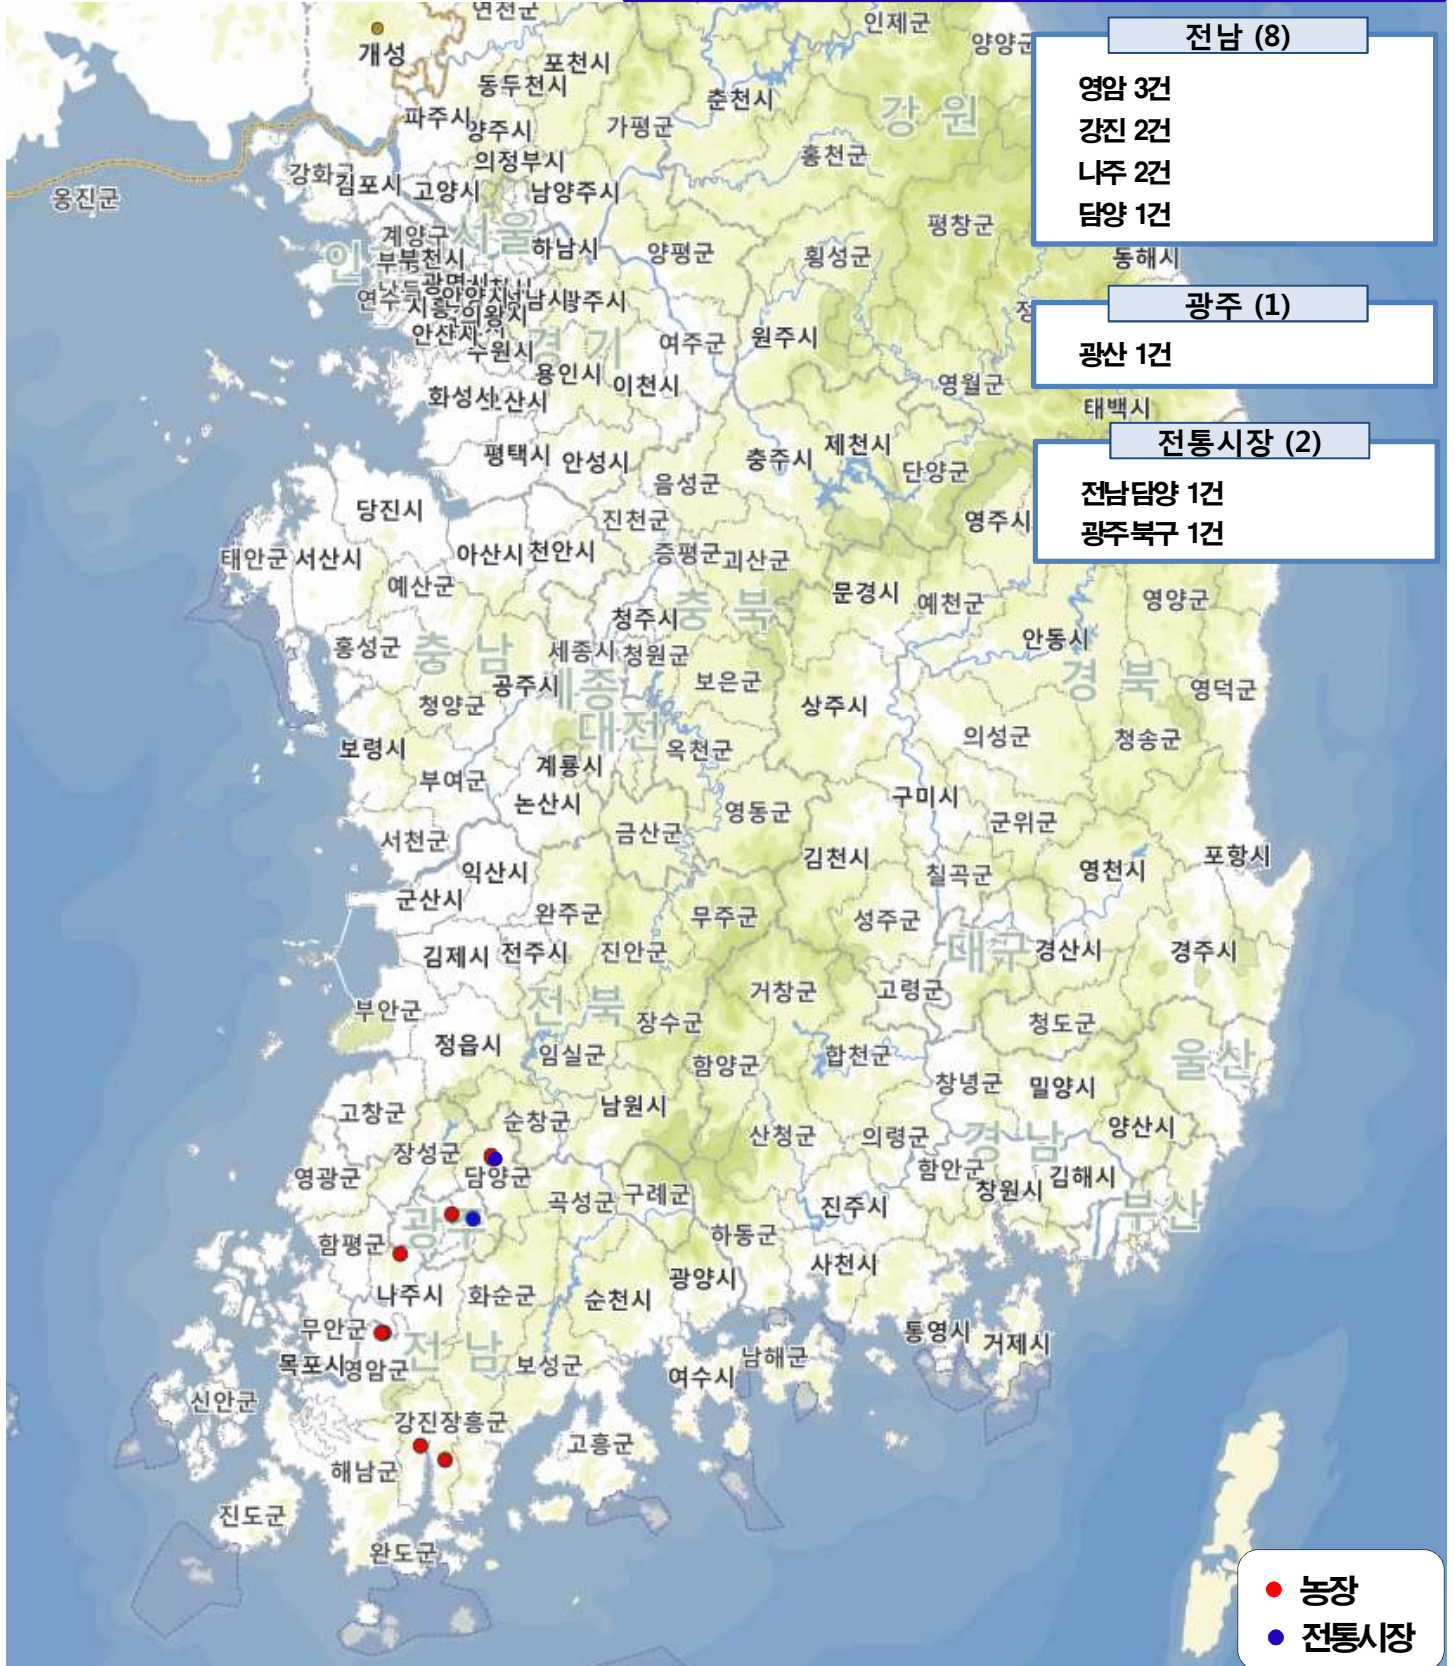 연천군
인제군
양양군
개성
포천시
동두천시
춘천시
강원
파주시
양주시
가평군
홍천군
강화군
김포시
고양시
의정부시
남양주시
옹진군
계양구
서울
하남시
양평군
횡성군
평창군
동해시
부천시
광명시
연수
안양시
성남시
광주시
의왕시
안산시
수원시
경기
여주군
원주시
용인시
이천시
영월군
화성시
오산시
태백시
평택시
안성시
충주시
제천시
단양군
음성군
당진시
진천군
영주시
태안군
서산시
아산시
천안시
증평군
괴산군
예산군
문경시
예천군
영양군
청주시
충북
안동시
홍성군
충남
세종시
청원군
공주시
세종
보은군
경북
영덕군
청양군
상주시
대전
보령시
옥천군
의성군
청송군
계룡시
부여군
논산시
영동군
구미시
군위군
서천군
금산군
김천시
칠곡군
영천시
포항시
익산시
군산시
완주군
무주군
성주군
김제시
전주시
진안군
대구
경산시
경주시
부안군
전북
장수군
거창군
고령군
청도군
정읍시
임실군
함양군
합천군
울산
창녕군
밀양시
고창군
순창군
남원시
산청군
의령군
경남
양산시
장성군
담양군
영광군
곡성군
구례군
진주시
함안군
창원시
김해시
부산
광주
함평군
하동군
사천시
나주시
화순군
순천시
광양시
무안군
전남
통영시
거제시
목포시
영암군
보성군
여수시
남해군
신안군
강진
장흥군
해남군
고흥군
진도군
완도군
전남 (8)
영암 3건
강진 2건
나주 2건
담양 1건
광주 (1)
광산 1건
전통시장 (2)
전남담양 1건
광주북구 1건
농장
전통시장